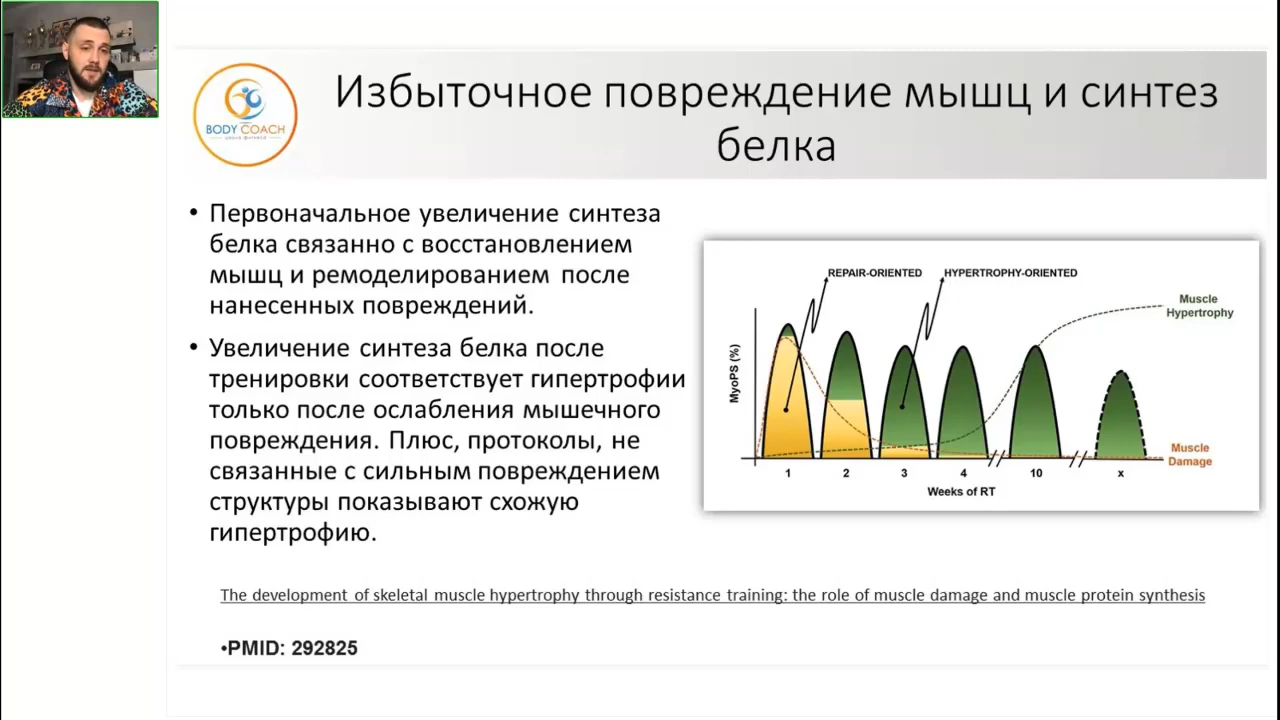 BODY COACH
Избыточное повреждение мышц и синтез
белка
• Первоначальное увеличение синтеза
белка связанно с восстановлением
мышц и ремоделированием после
нанесенных повреждений.
• Увеличение синтеза белка после
тренировки соответствует гипертрофии
только после ослабления мышечного
повреждения. Плюс, протоколы, не
связанные с сильным повреждением
структуры показывают схожую
гипертрофию.
REPAIR-ORIENTED HYPERTROPHY-ORIENTED
Muscle
Hypertrophy
MyoPS (%)
Muscle
Damage
1 2 3 4 10 x
Weeks of RT
The development of skeletal muscle hypertrophy through resistance training: the role of muscle damage and muscle protein synthesis
•PMID: 292825